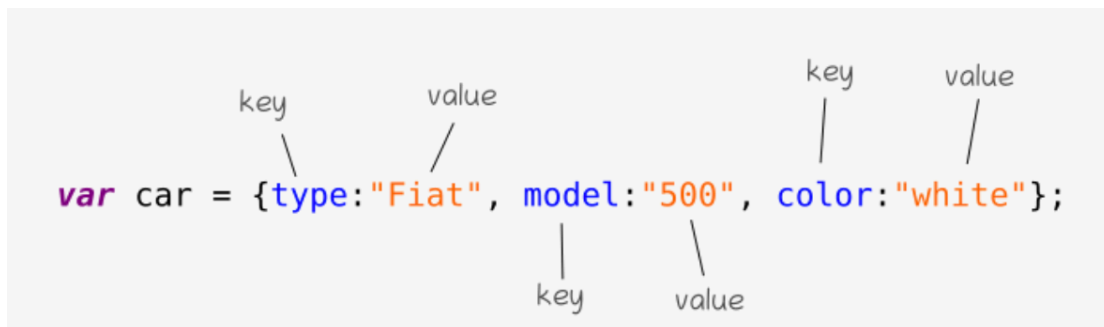 key value
key value
var car = {type:"Fiat", model:"500", color:"white"};
key value